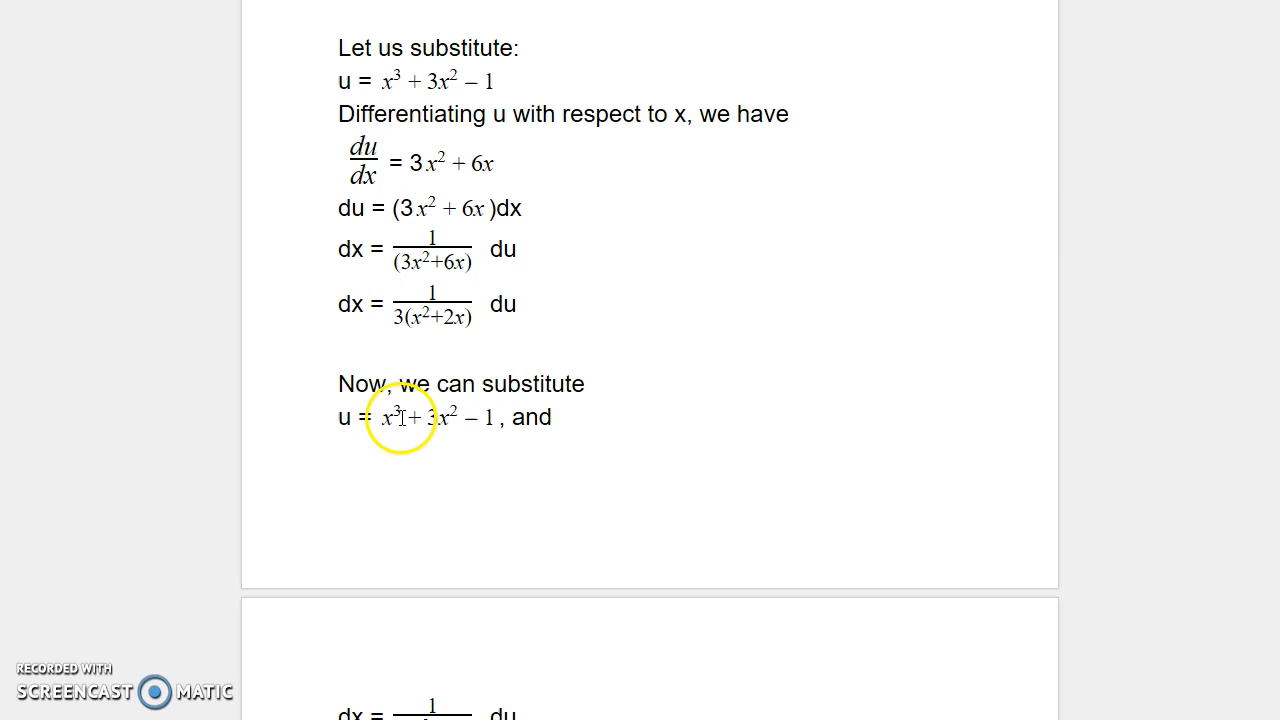 Let us substitute:
u = x³ + 3x² – 1
Differentiating u with respect to x, we have
du/dx = 3x² + 6x
du = (3x² + 6x )dx
dx = 1/(3x²+6x) du
dx = 1/3(x²+2x) du
Now, we can substitute
u = x³ + 3x² – 1 , and
RECORDED WITH
SCREENCAST MATIC
dx = 1 du